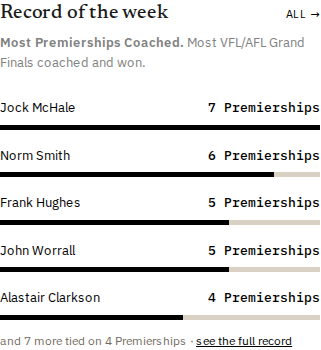 Record of the week
ALL →
Most Premierships Coached. Most VFL/AFL Grand
Finals coached and won.
Jock McHale 7 Premierships
Norm Smith 6 Premierships
Frank Hughes 5 Premierships
John Worrall 5 Premierships
Alastair Clarkson 4 Premierships
and 7 more tied on 4 Premierships · see the full record